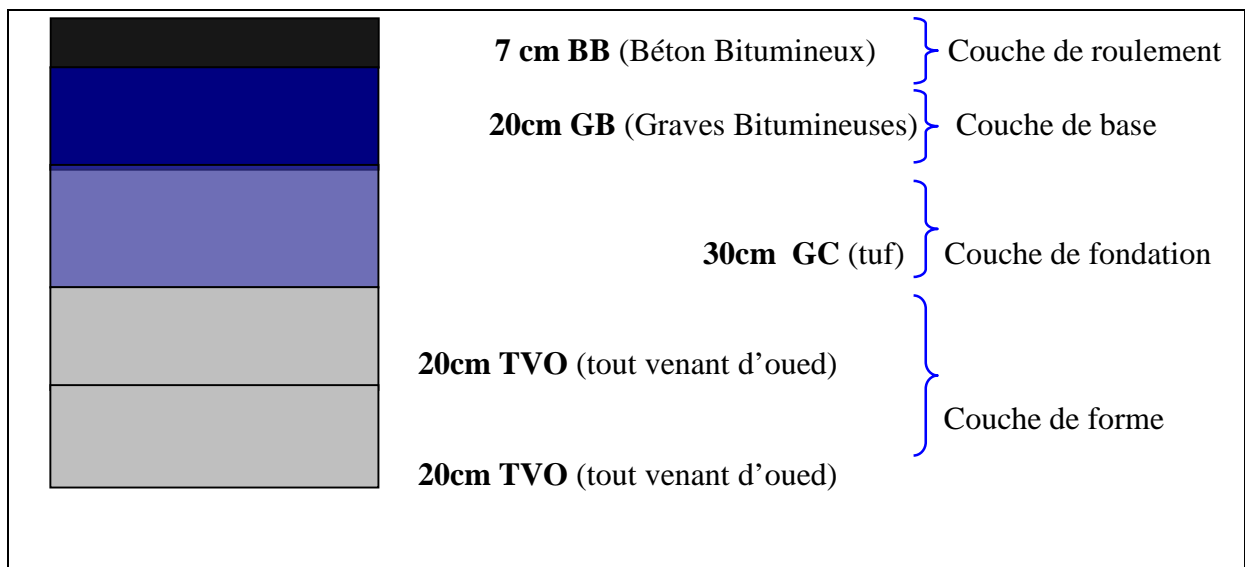 7 cm BB (Béton Bitumineux) Couche de roulement
20cm GB (Graves Bitumineuses) Couche de base
30cm GC (tuf) Couche de fondation
20cm TVO (tout venant d’oued)
Couche de forme
20cm TVO (tout venant d’oued)